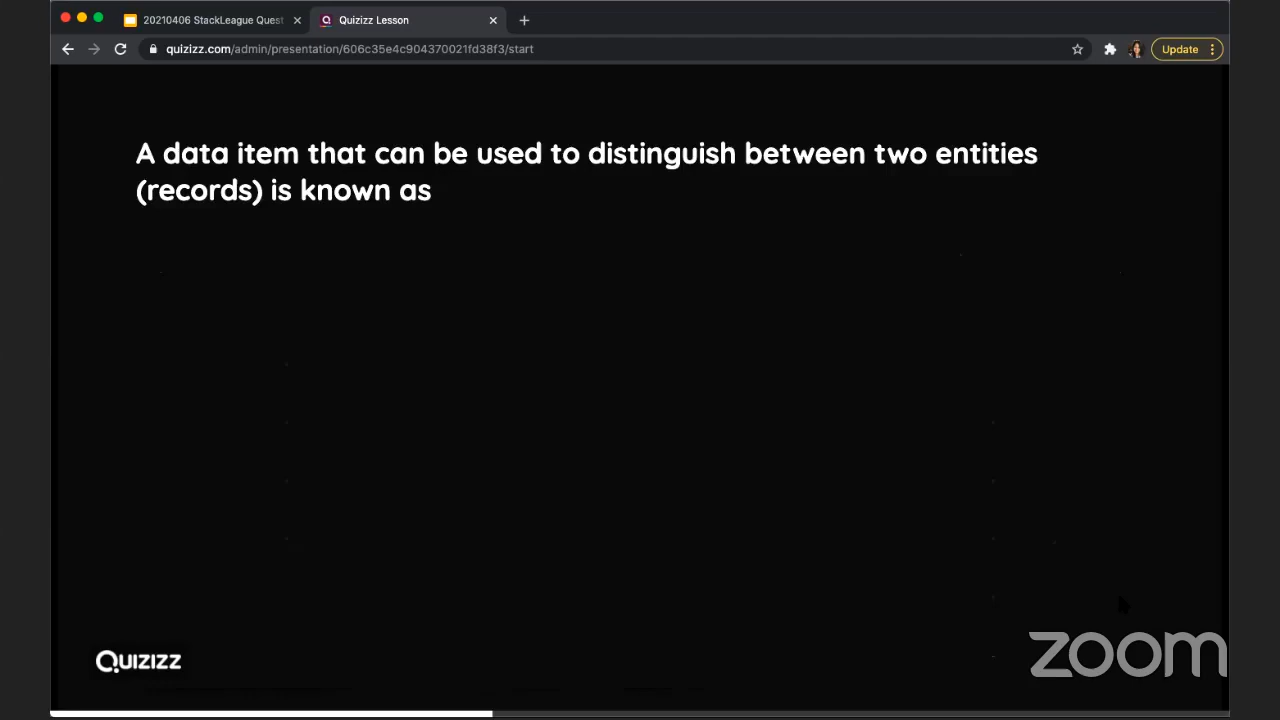 20210406 StackLeague Quest
Quizizz Lesson
quizizz.com/admin/presentation/606c35e4c904370021fd38f3/start
Update
A data item that can be used to distinguish between two entities
(records) is known as
QUIZIZZ
zoom